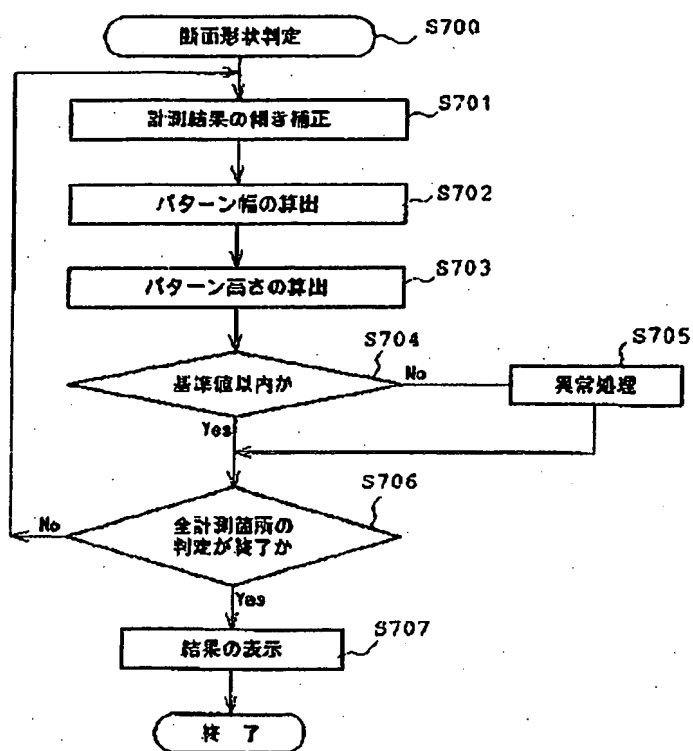 断面形状判定
S700
計測結果の傾き補正
S701
パターン幅の算出
S702
パターン高さの算出
S703
基準値以内か
S704
No
異常処理
S705
Yes
全計測箇所の
判定が終了か
S706
No
Yes
結果の表示
S707
終 了